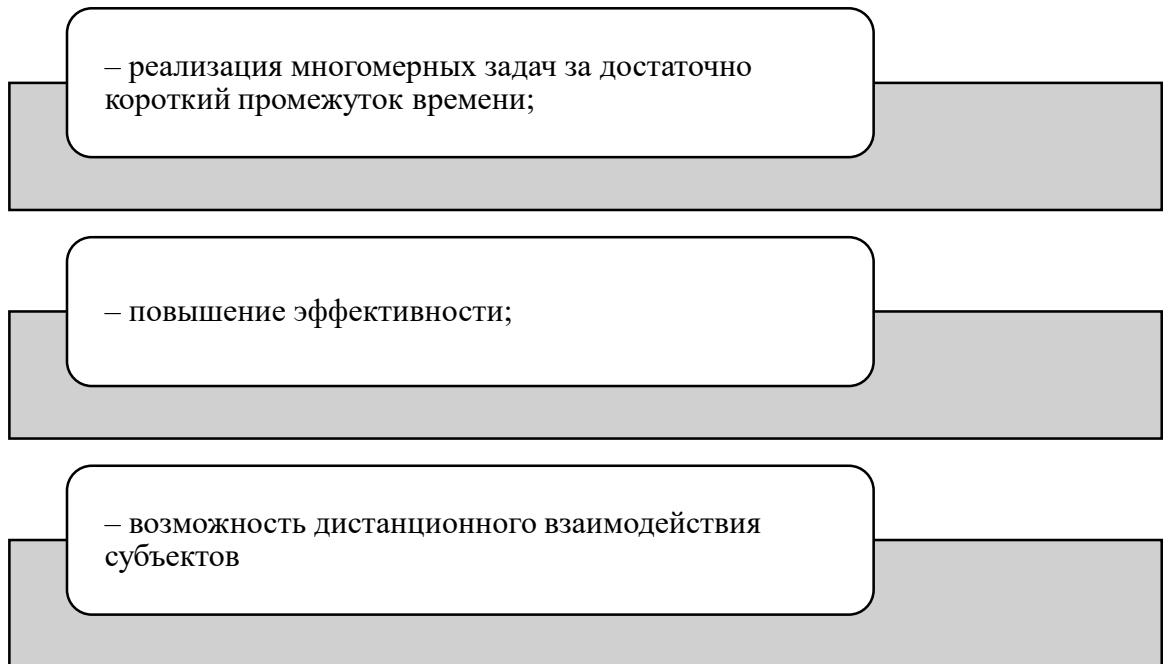 – реализация многомерных задач за достаточно
короткий промежуток времени;
– повышение эффективности;
– возможность дистанционного взаимодействия
субъектов